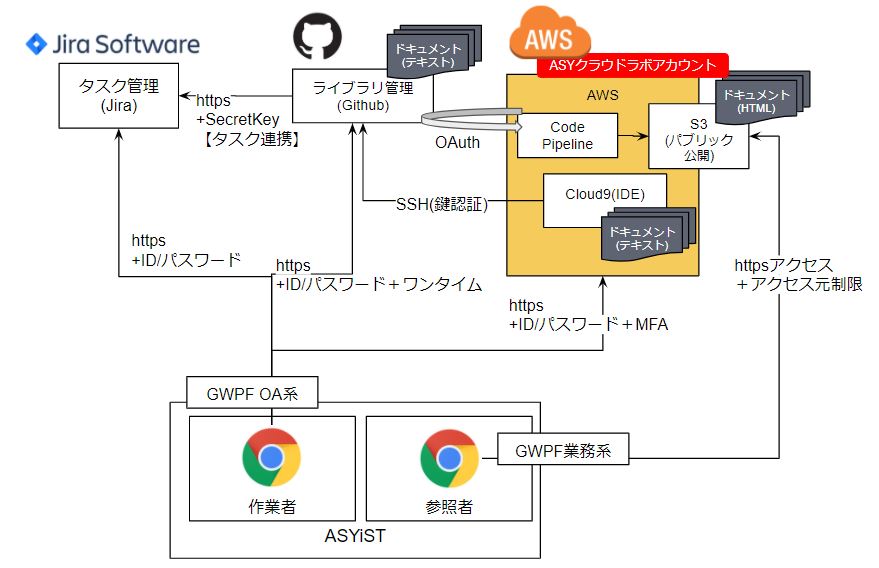 Jira Software
AWS
ドキュメント
(テキスト)
ASYクラウドラボアカウント
タスク管理
(Jira)
https
+SecretKey
【タスク連携】
ライブラリ管理
(Github)
OAuth
AWS
Code
Pipeline
S3
(パブリック
公開)
ドキュメント
(HTML)
SSH(鍵認証)
Cloud9(IDE)
ドキュメント
(テキスト)
https
+ID/パスワード
https
+ID/パスワード＋ワンタイム
https
+ID/パスワード＋MFA
httpsアクセス
＋アクセス元制限
GWPF OA系
GWPF業務系
作業者
参照者
ASYiST